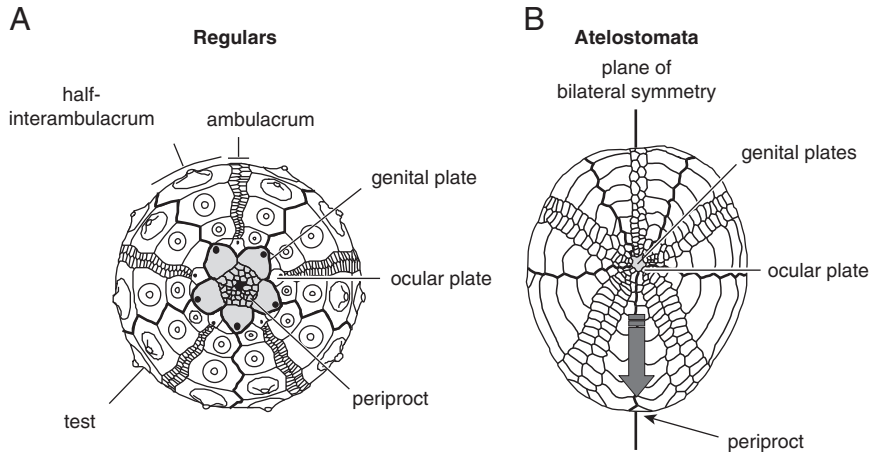 A
Regulars
half-
interambulacrum
ambulacrum
genital plate
ocular plate
periproct
test
B
Atelostomata
plane of
bilateral symmetry
genital plates
ocular plate
periproct